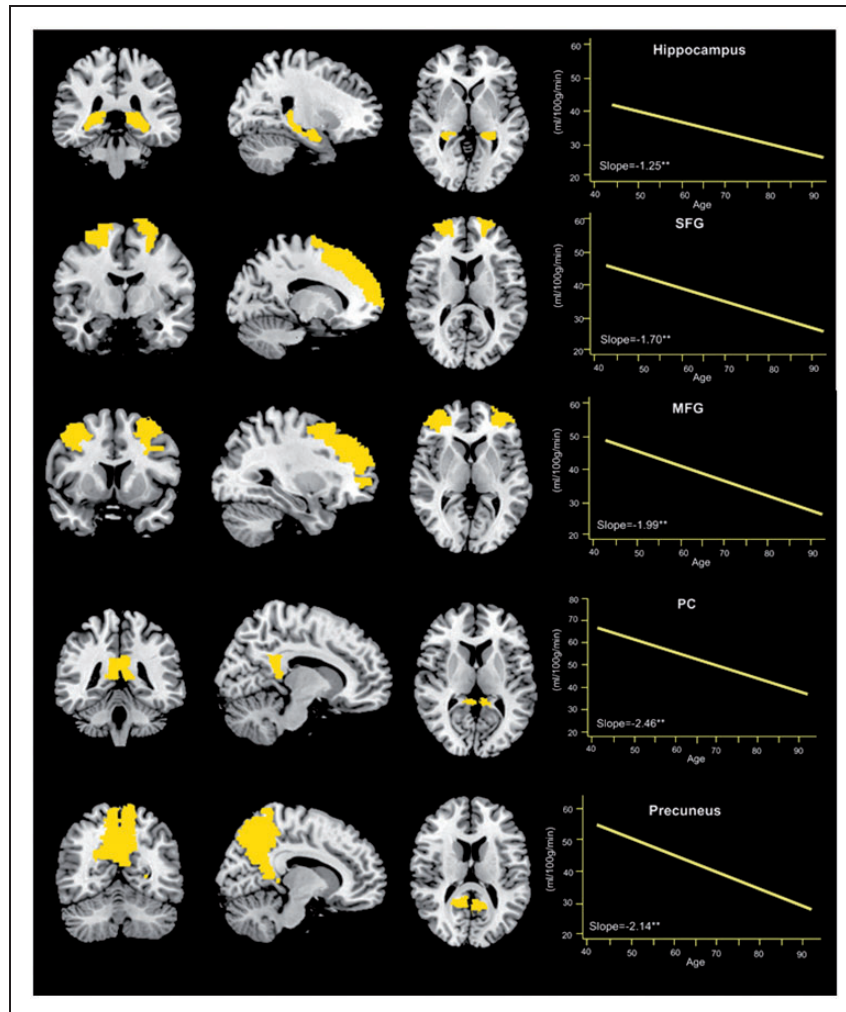 Hippocampus
(ml/100g/min)
60
50
40
30
20
Slope=-1.25**
40 50 60 70 80 90
Age
SFG
(ml/100g/min)
60
50
40
30
20
Slope=-1.70**
40 50 60 70 80 90
Age
MFG
(ml/100g/min)
60
50
40
30
20
Slope=-1.99**
40 50 60 70 80 90
Age
PC
(ml/100g/min)
80
70
60
50
40
30
20
Slope=-2.46**
40 50 60 70 80 90
Age
Precuneus
(ml/100g/min)
60
50
40
30
20
Slope=-2.14**
40 50 60 70 80 90
Age